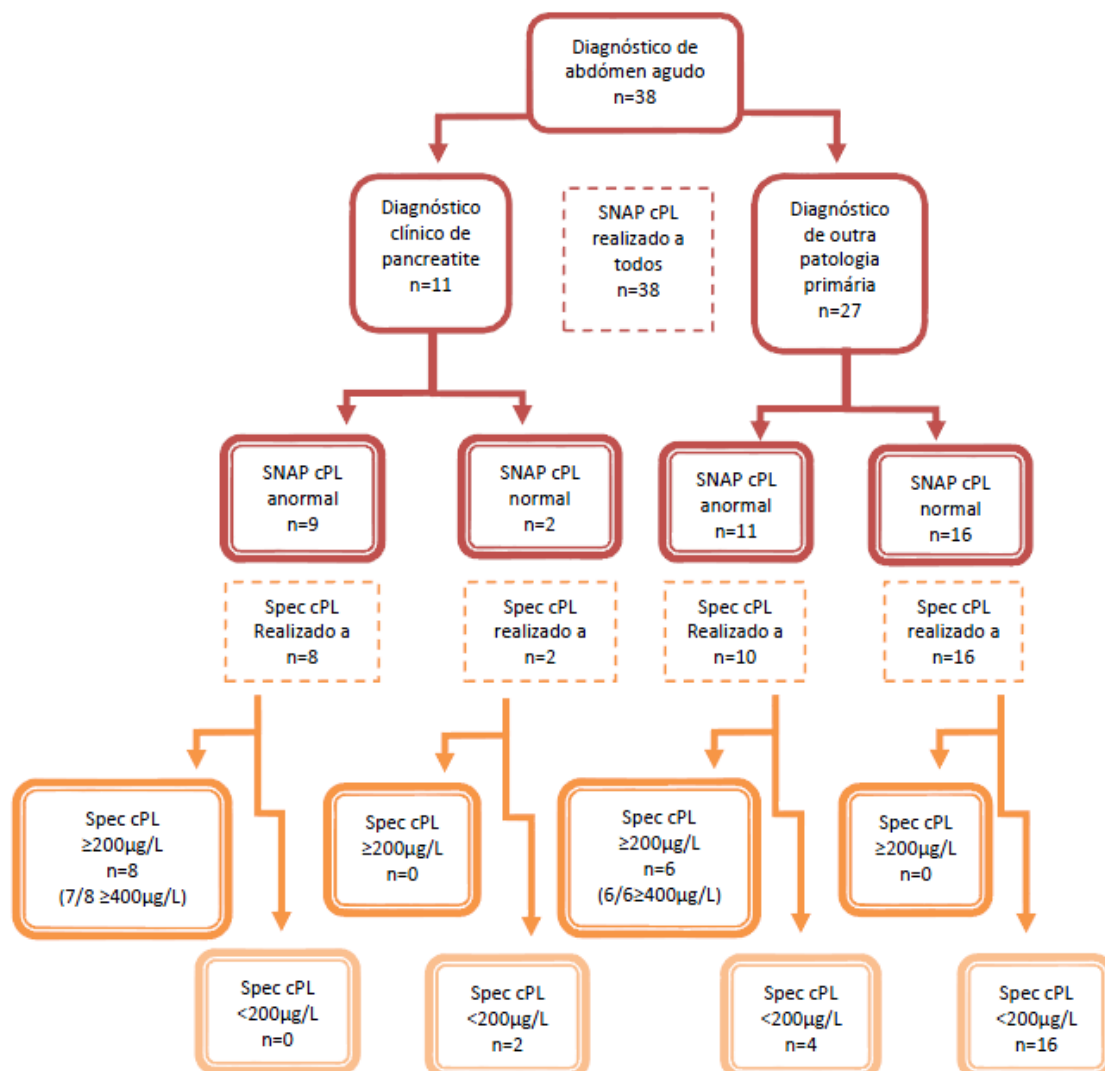 Diagnóstico de
abdómen agudo
n=38
Diagnóstico
clínico de
pancreatite
n=11
SNAP cPL
realizado a
todos
n=38
Diagnóstico
de outra
patologia
primária
n=27
SNAP cPL
anormal
n=9
SNAP cPL
normal
n=2
SNAP cPL
anormal
n=11
SNAP cPL
normal
n=16
Spec cPL
Realizado a
n=8
Spec cPL
realizado a
n=2
Spec cPL
Realizado a
n=10
Spec cPL
realizado a
n=16
Spec cPL
≥200µg/L
n=8
(7/8 ≥400µg/L)
Spec cPL
≥200µg/L
n=0
Spec cPL
≥200µg/L
n=6
(6/6≥400µg/L)
Spec cPL
≥200µg/L
n=0
Spec cPL
<200µg/L
n=0
Spec cPL
<200µg/L
n=2
Spec cPL
<200µg/L
n=4
Spec cPL
<200µg/L
n=16